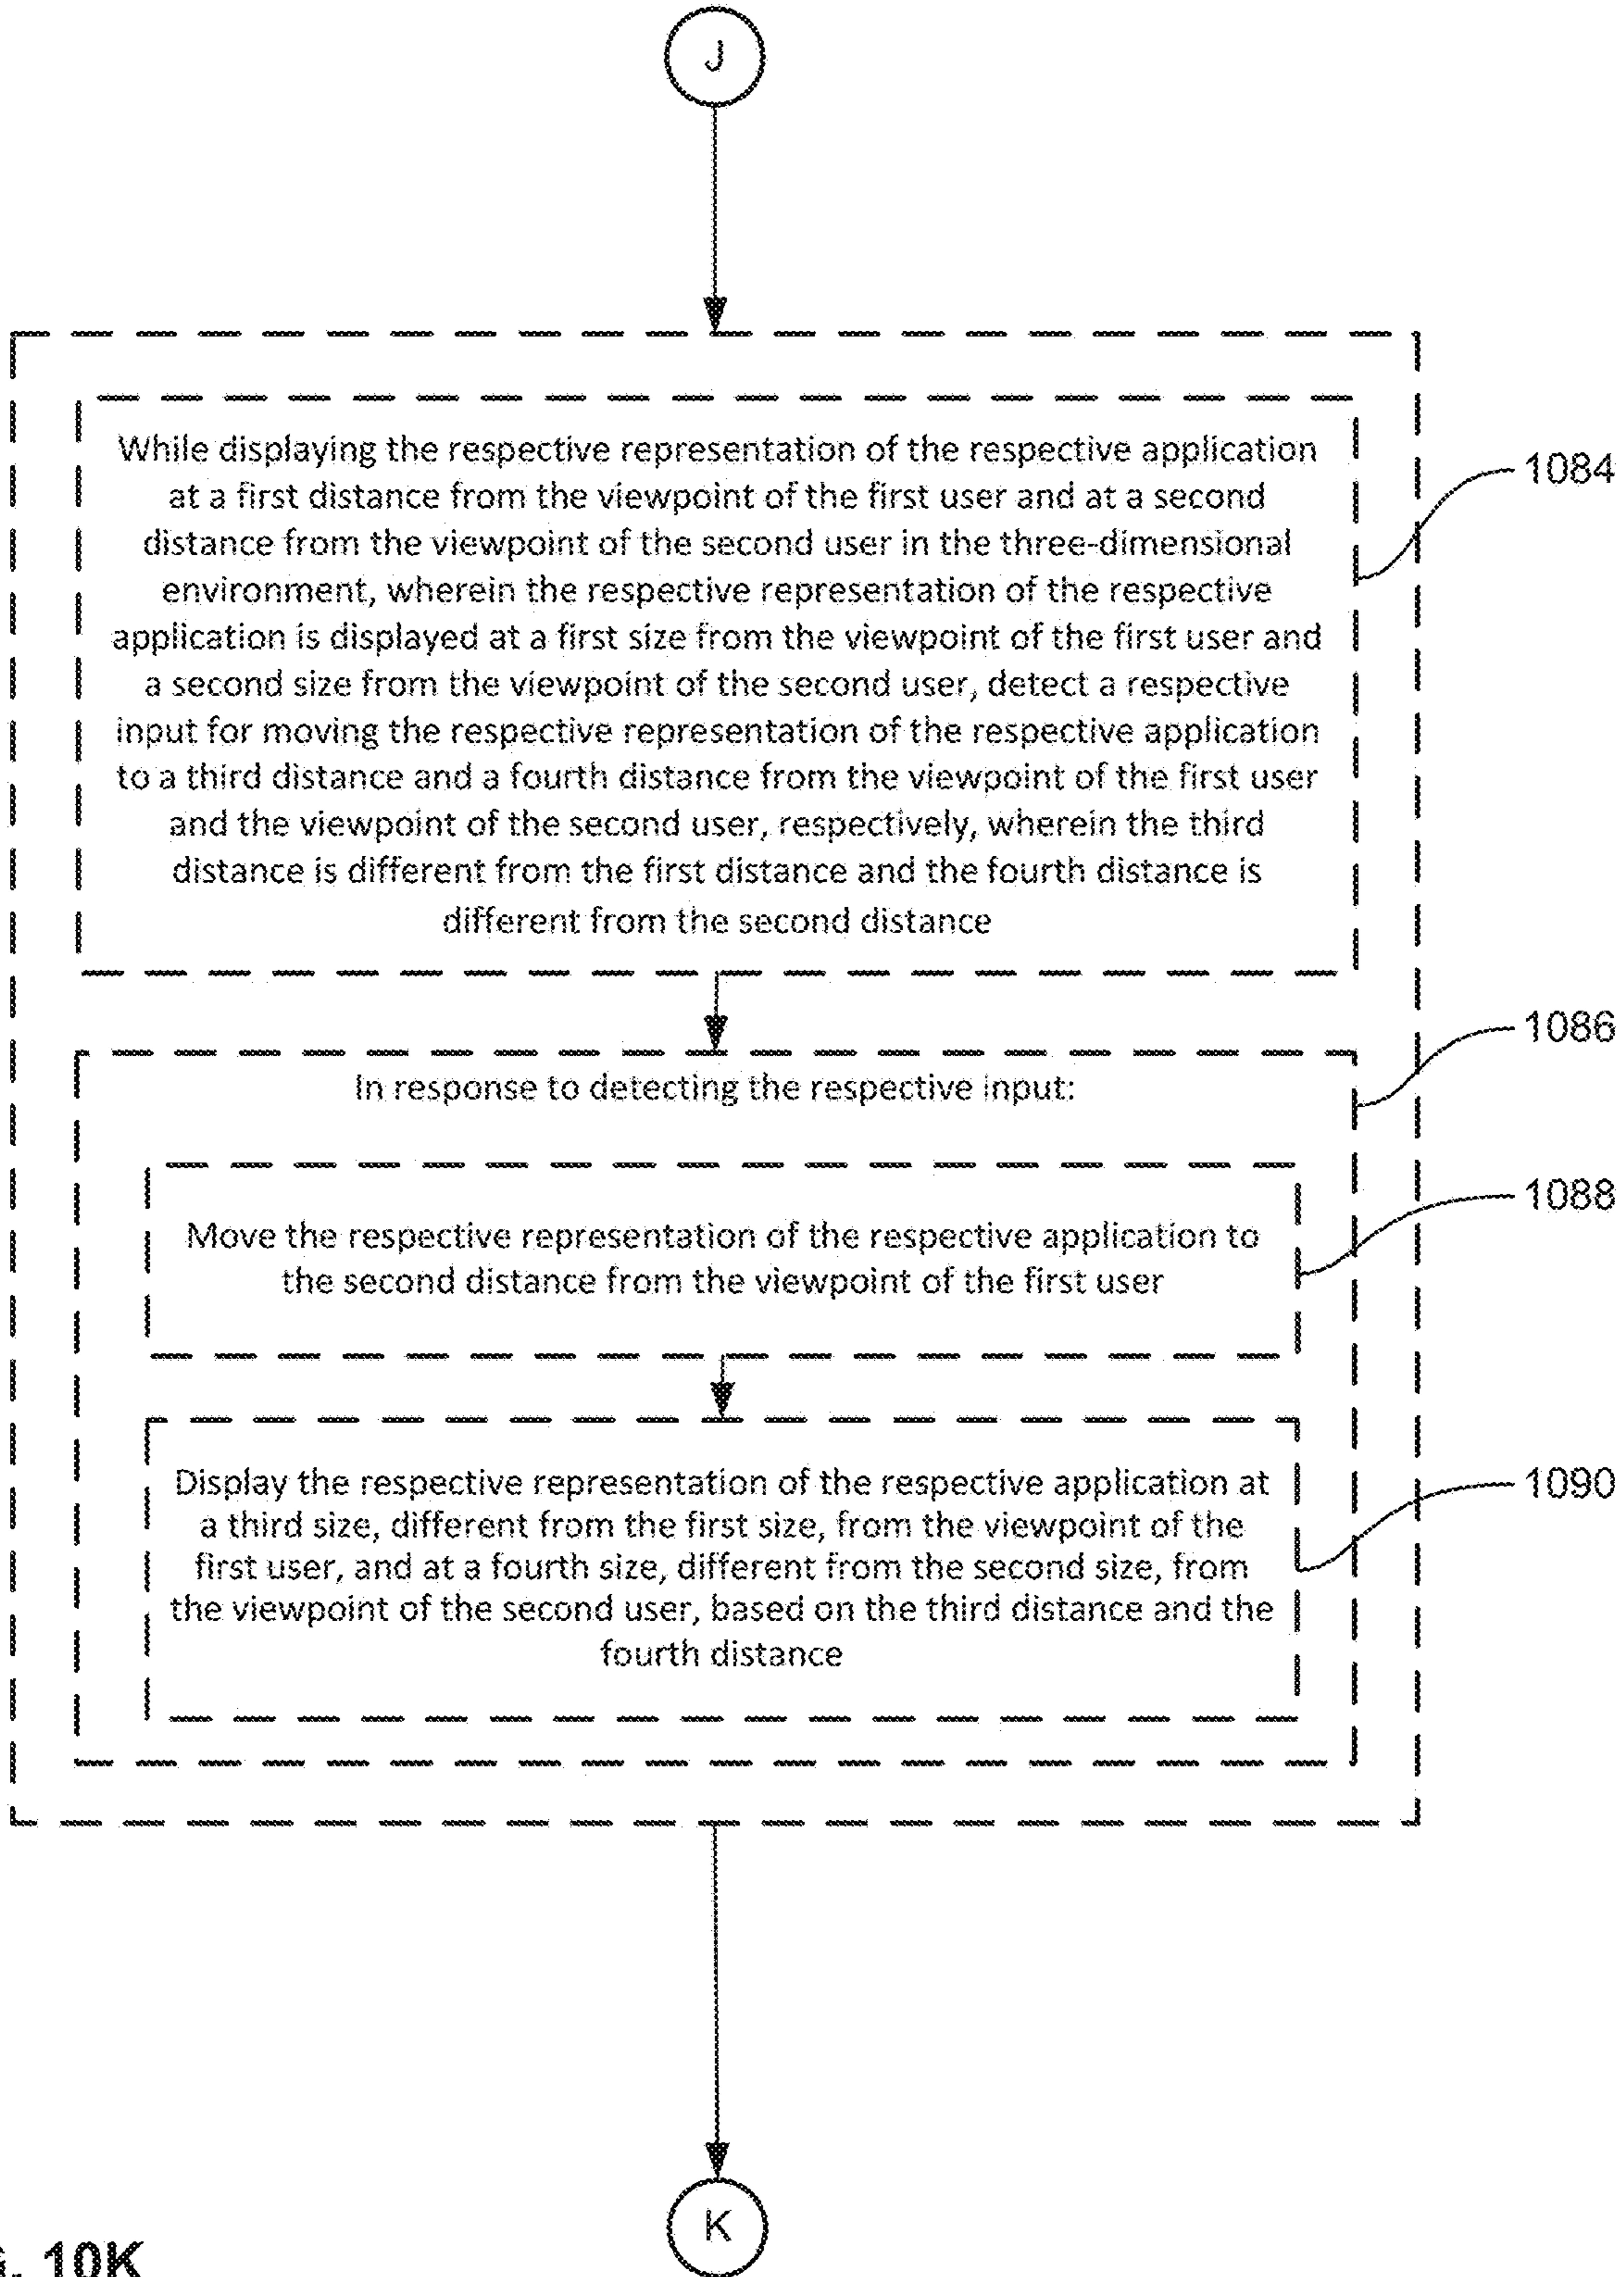 J
While displaying the respective representation of the respective application
at a first distance from the viewpoint of the first user and at a second
distance from the viewpoint of the second user in the three-dimensional
environment, wherein the respective representation of the respective
application is displayed at a first size from the viewpoint of the first user and
a second size from the viewpoint of the second user, detect a respective
input for moving the respective representation of the respective application
to a third distance and a fourth distance from the viewpoint of the first user
and the viewpoint of the second user, respectively, wherein the third
distance is different from the first distance and the fourth distance is
different from the second distance
1084
In response to detecting the respective input:
1086
Move the respective representation of the respective application to
the second distance from the viewpoint of the first user
1088
Display the respective representation of the respective application at
a third size, different from the first size, from the viewpoint of the
first user, and at a fourth size, different from the second size, from
the viewpoint of the second user, based on the third distance and the
fourth distance
1090
K
10K